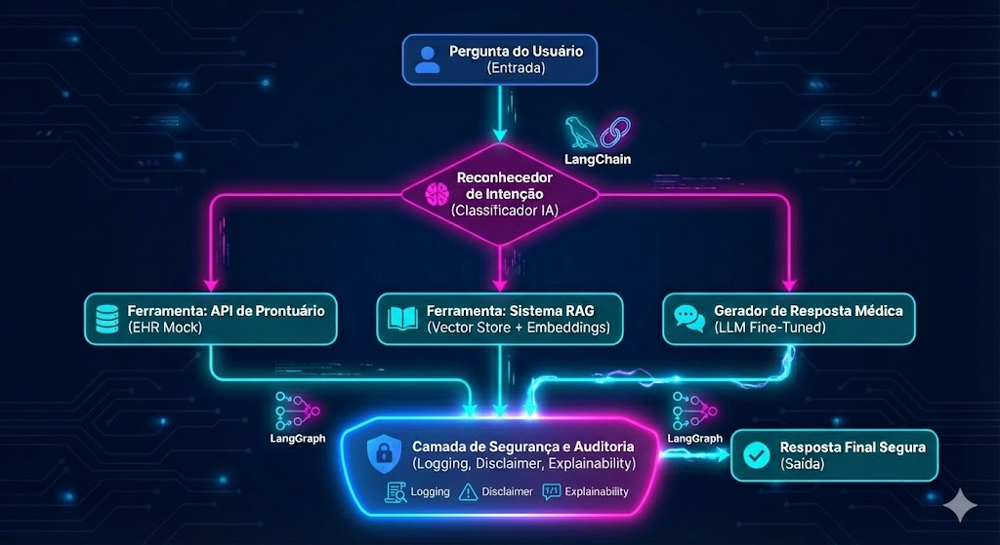 Pergunta do Usuário
(Entrada)
LangChain
Reconhecedor
de Intenção
(Classificador IA)
Ferramenta: API de Prontuário
(EHR Mock)
Ferramenta: Sistema RAG
(Vector Store + Embeddings)
Gerador de Resposta Médica
(LLM Fine-Tuned)
LangGraph
LangGraph
Camada de Segurança e Auditoria
(Logging, Disclaimer, Explainability)
Logging
Disclaimer
Explainability
Resposta Final Segura
(Saída)